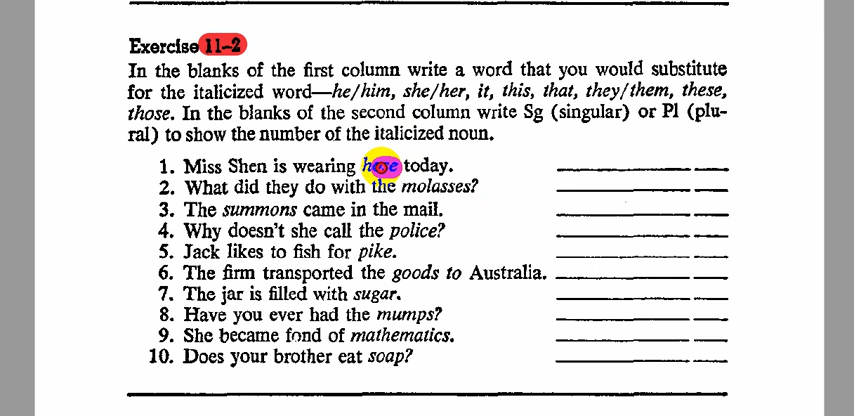 Exercise 11–2
In the blanks of the first column write a word that you would substitute
for the italicized word—he/him, she/her, it, this, that, they/them, these,
those. In the blanks of the second column write Sg (singular) or Pl (plu-
ral) to show the number of the italicized noun.
1. Miss Shen is wearing hose today.
2. What did they do with the molasses?
3. The summons came in the mail.
4. Why doesn't she call the police?
5. Jack likes to fish for pike.
6. The firm transported the goods to Australia.
7. The jar is filled with sugar.
8. Have you ever had the mumps?
9. She became fond of mathematics.
10. Does your brother eat soap?